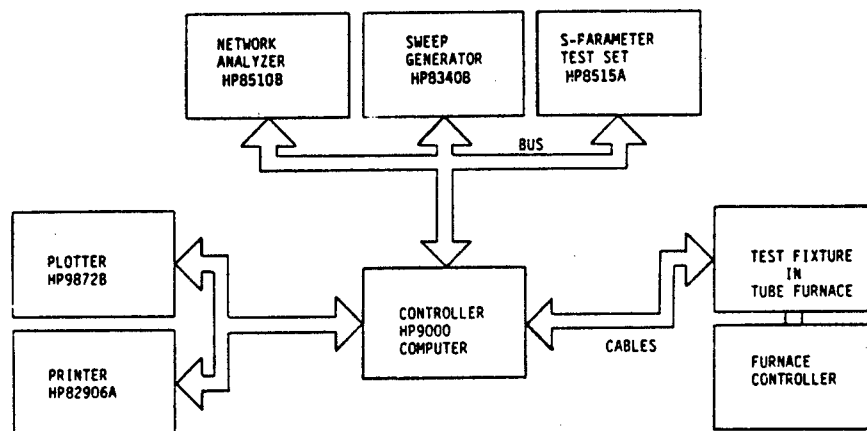 NETWORK
ANALYZER
HP8510B
SWEEP
GENERATOR
HP8340B
S-PARAMETER
TEST SET
HP8515A
BUS
PLOTTER
HP9872B
PRINTER
HP82906A
CONTROLLER
HP9000
COMPUTER
CABLES
TEST FIXTURE
IN
TUBE FURNACE
FURNACE
CONTROLLER